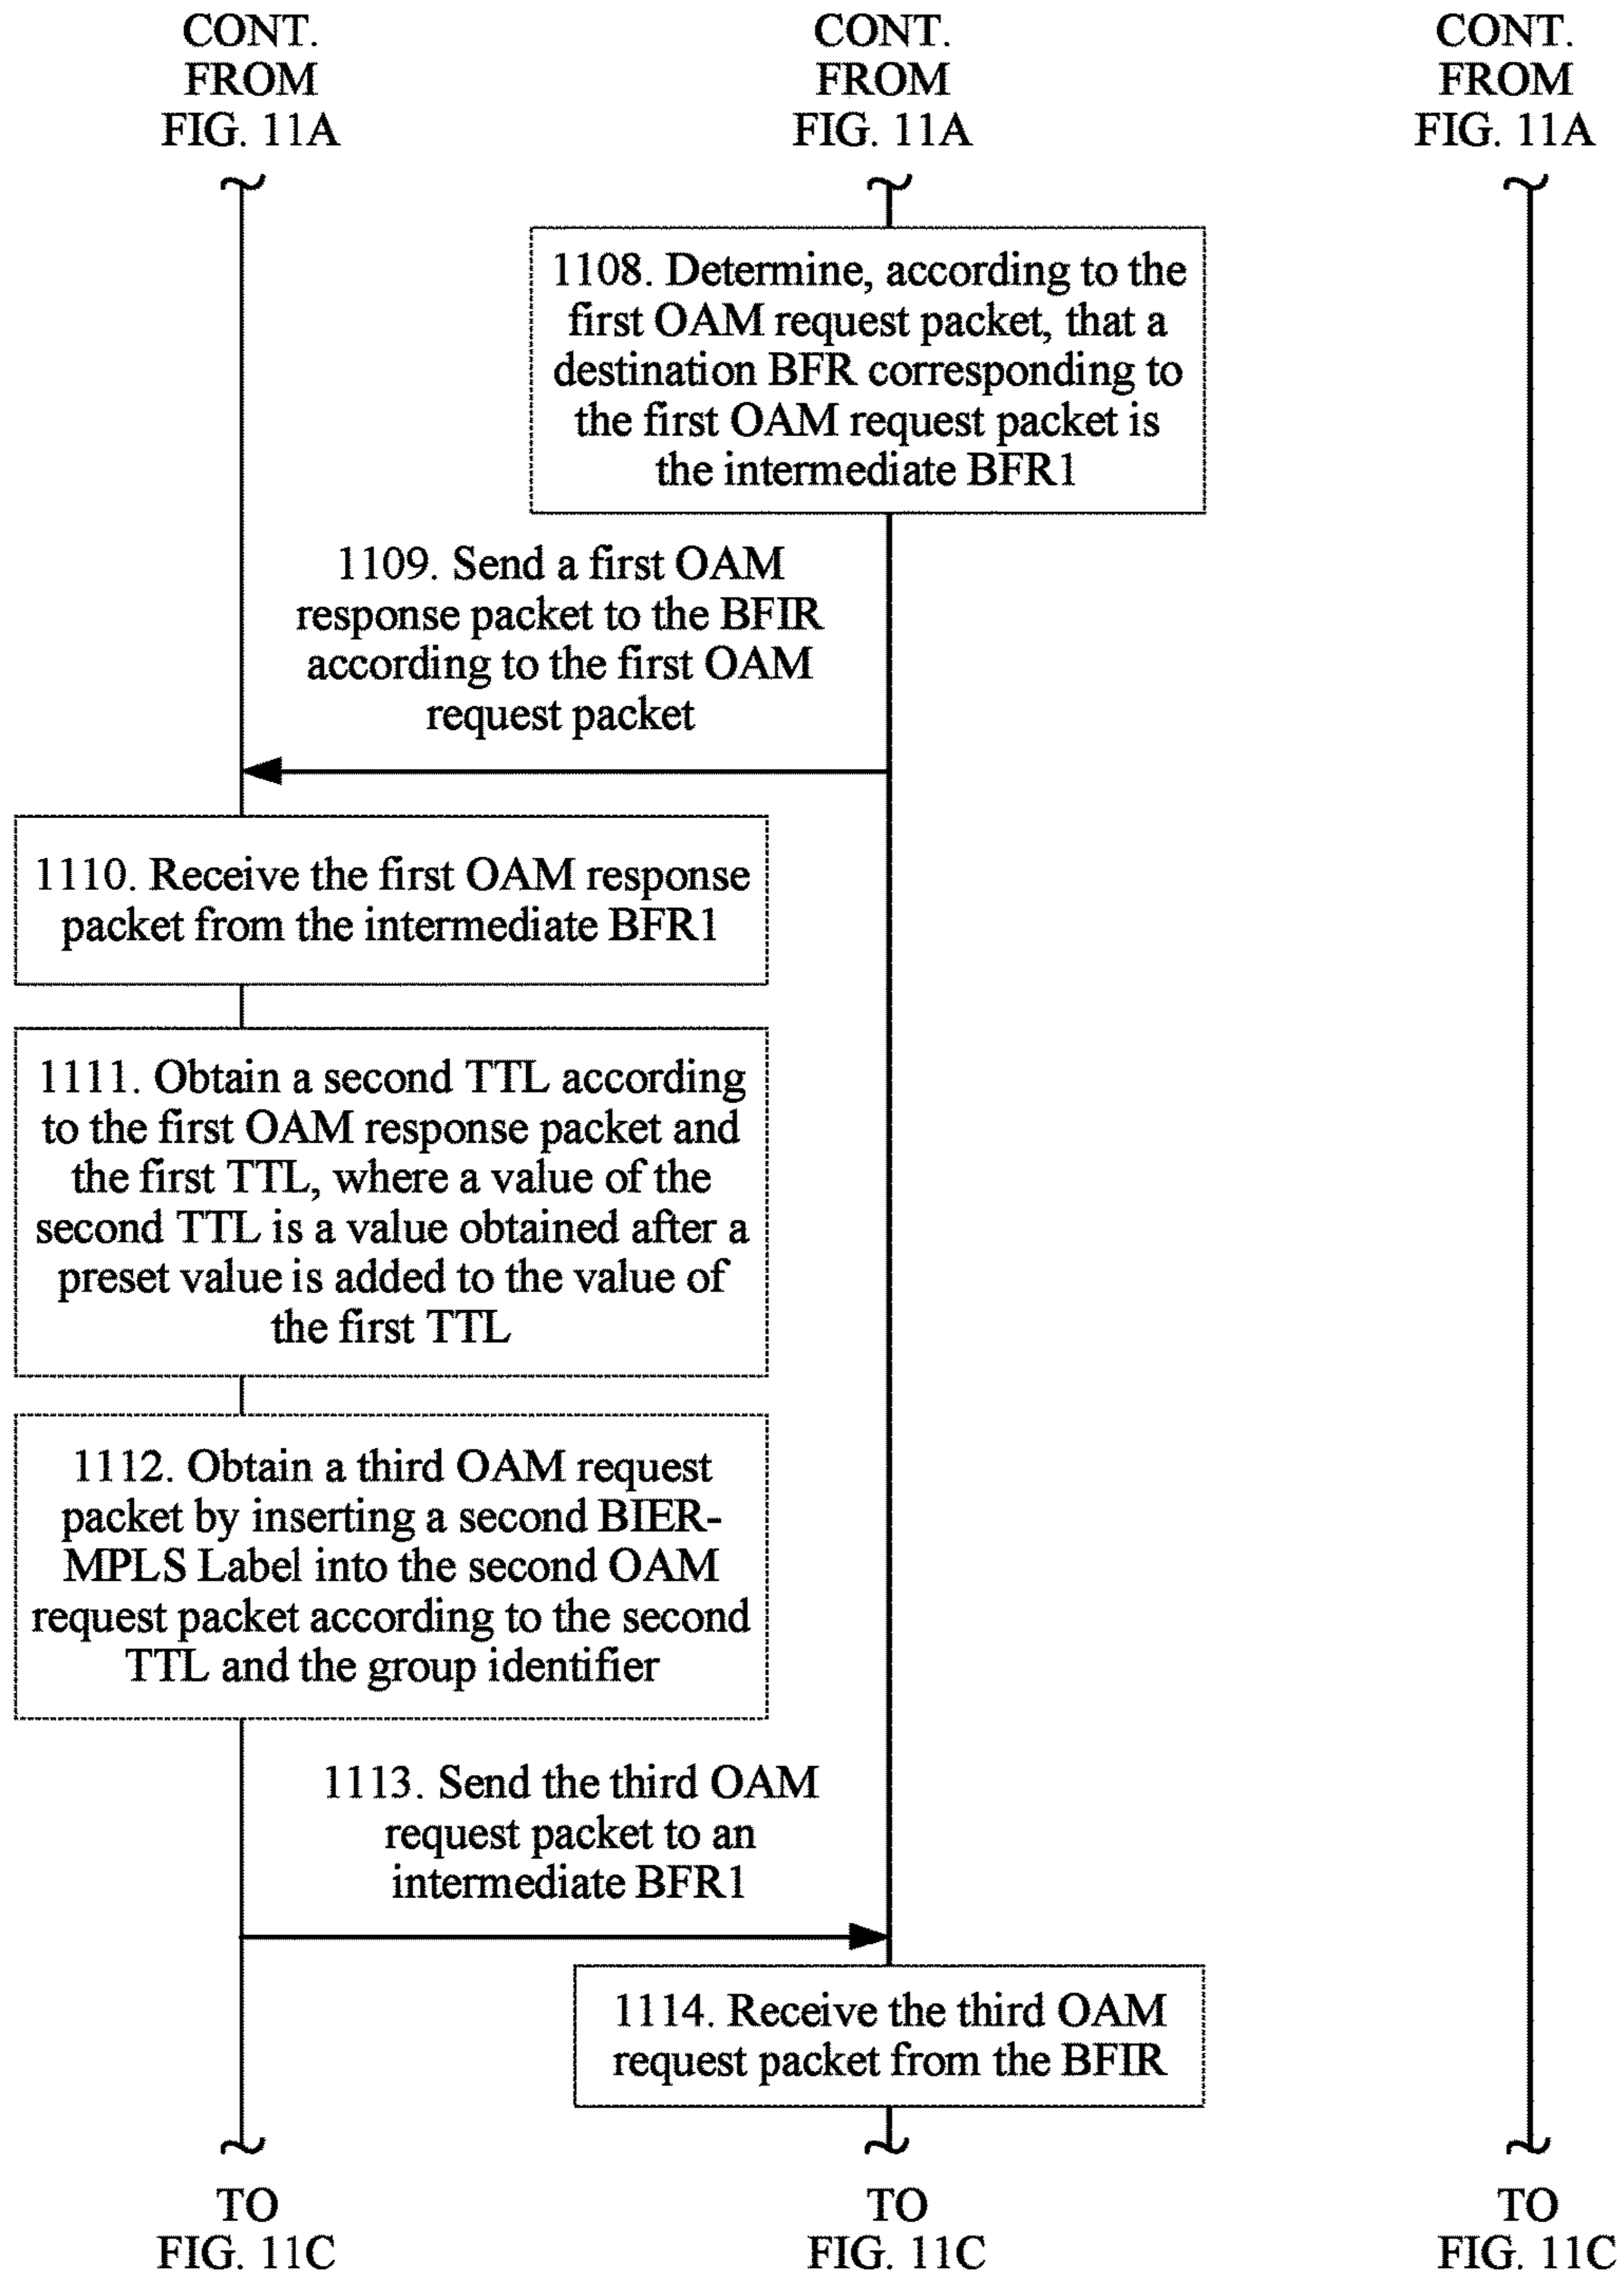 CONT.
FROM
FIG. 11A
CONT.
FROM
FIG. 11A
CONT.
FROM
FIG. 11A
1108. Determine, according to the
first OAM request packet, that a
destination BFR corresponding to
the first OAM request packet is
the intermediate BFR1
1109. Send a first OAM
response packet to the BFIR
according to the first OAM
request packet
1110. Receive the first OAM response
packet from the intermediate BFR1
1111. Obtain a second TTL according
to the first OAM response packet and
the first TTL, where a value of the
second TTL is a value obtained after a
preset value is added to the value of
the first TTL
1112. Obtain a third OAM request
packet by inserting a second BIER-
MPLS Label into the second OAM
request packet according to the second
TTL and the group identifier
1113. Send the third OAM
request packet to an
intermediate BFR1
1114. Receive the third OAM
request packet from the BFIR
TO
FIG. 11C
TO
FIG. 11C
TO
FIG. 11C